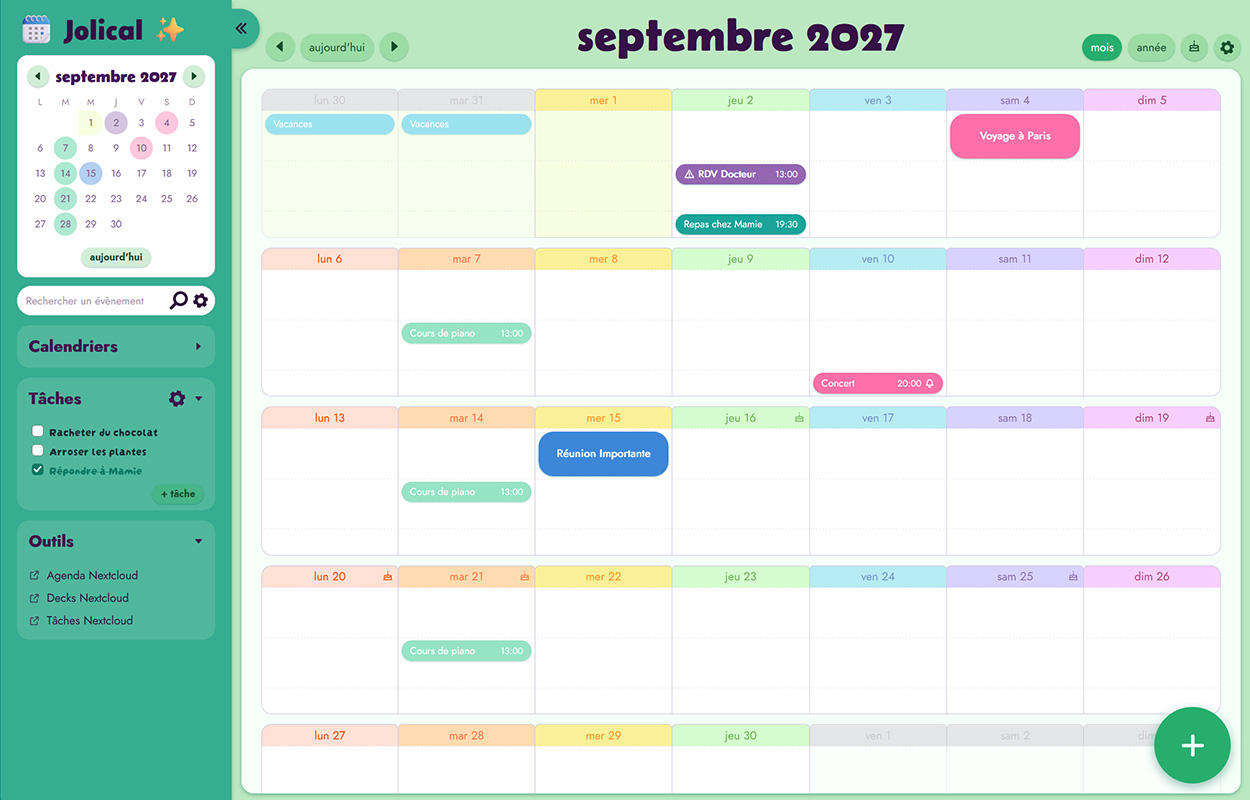 Jolical
septembre 2027
L M M J V S D
1 2 3 4 5
6 7 8 9 10 11 12
13 14 15 16 17 18 19
20 21 22 23 24 25 26
27 28 29 30
aujourd'hui
Rechercher un évènement
Calendriers
Tâches
Racheter du chocolat
Arroser les plantes
Répondre à Mamie
+ tâche
Outils
Agenda Nextcloud
Decks Nextcloud
Tâches Nextcloud
aujourd'hui
septembre 2027
mois année
lun 30 mar 31 mer 1 jeu 2 ven 3 sam 4 dim 5
Vacances Vacances
Voyage à Paris
RDV Docteur 13:00
Repas chez Mamie 19:30
lun 6 mar 7 mer 8 jeu 9 ven 10 sam 11 dim 12
Cours de piano 13:00
Concert 20:00
lun 13 mar 14 mer 15 jeu 16 ven 17 sam 18 dim 19
Réunion Importante
Cours de piano 13:00
lun 20 mar 21 mer 22 jeu 23 ven 24 sam 25 dim 26
Cours de piano 13:00
lun 27 mar 28 mer 29 jeu 30 ven 1 sam 2 dim